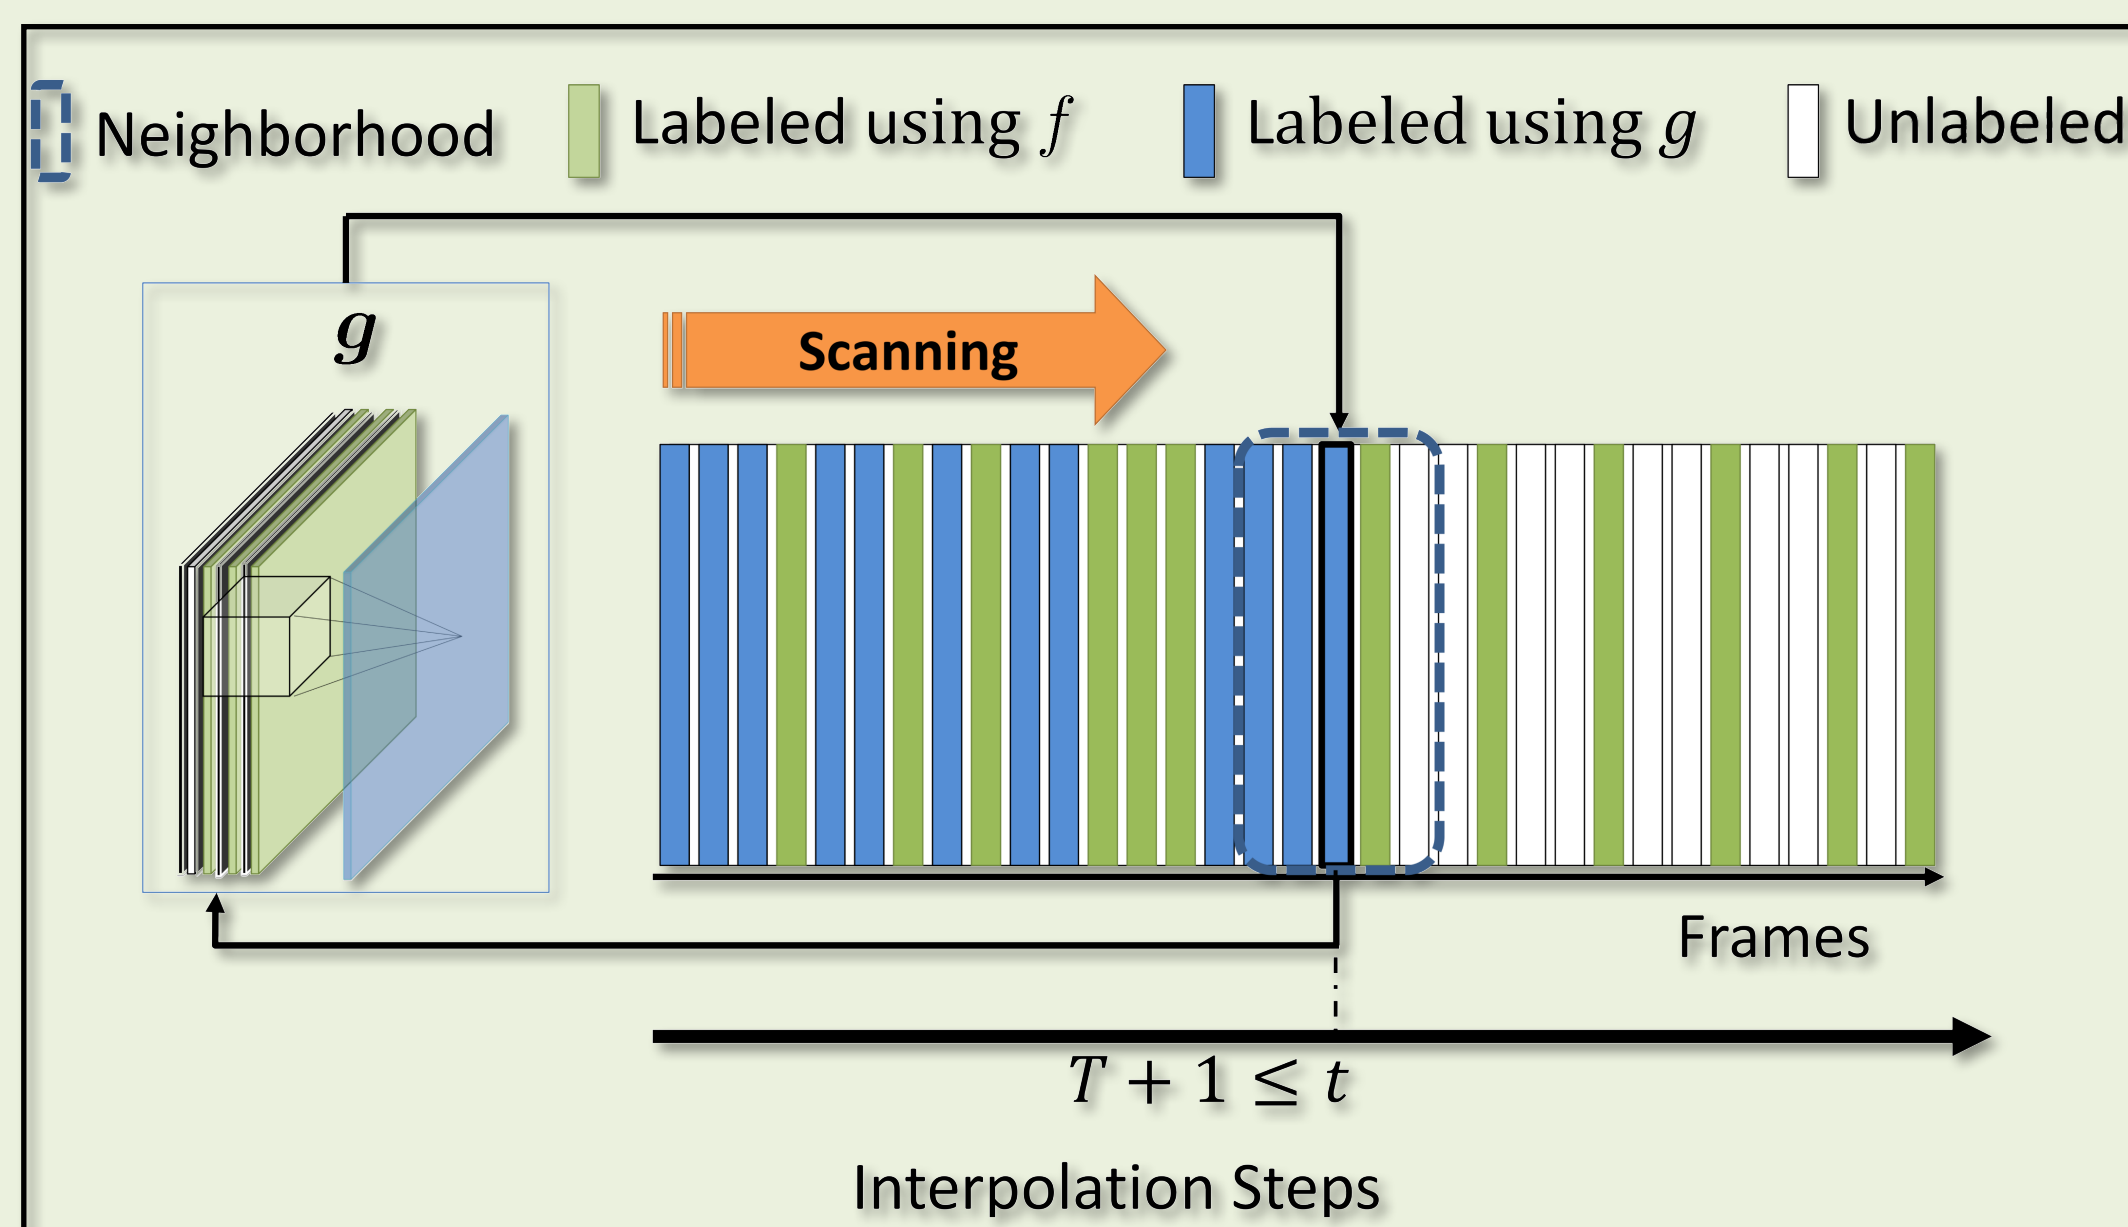 Neighborhood
Labeled using f
Labeled using g
Unlabeled
g
Scanning
Frames
T + 1 ≤ t
Interpolation Steps